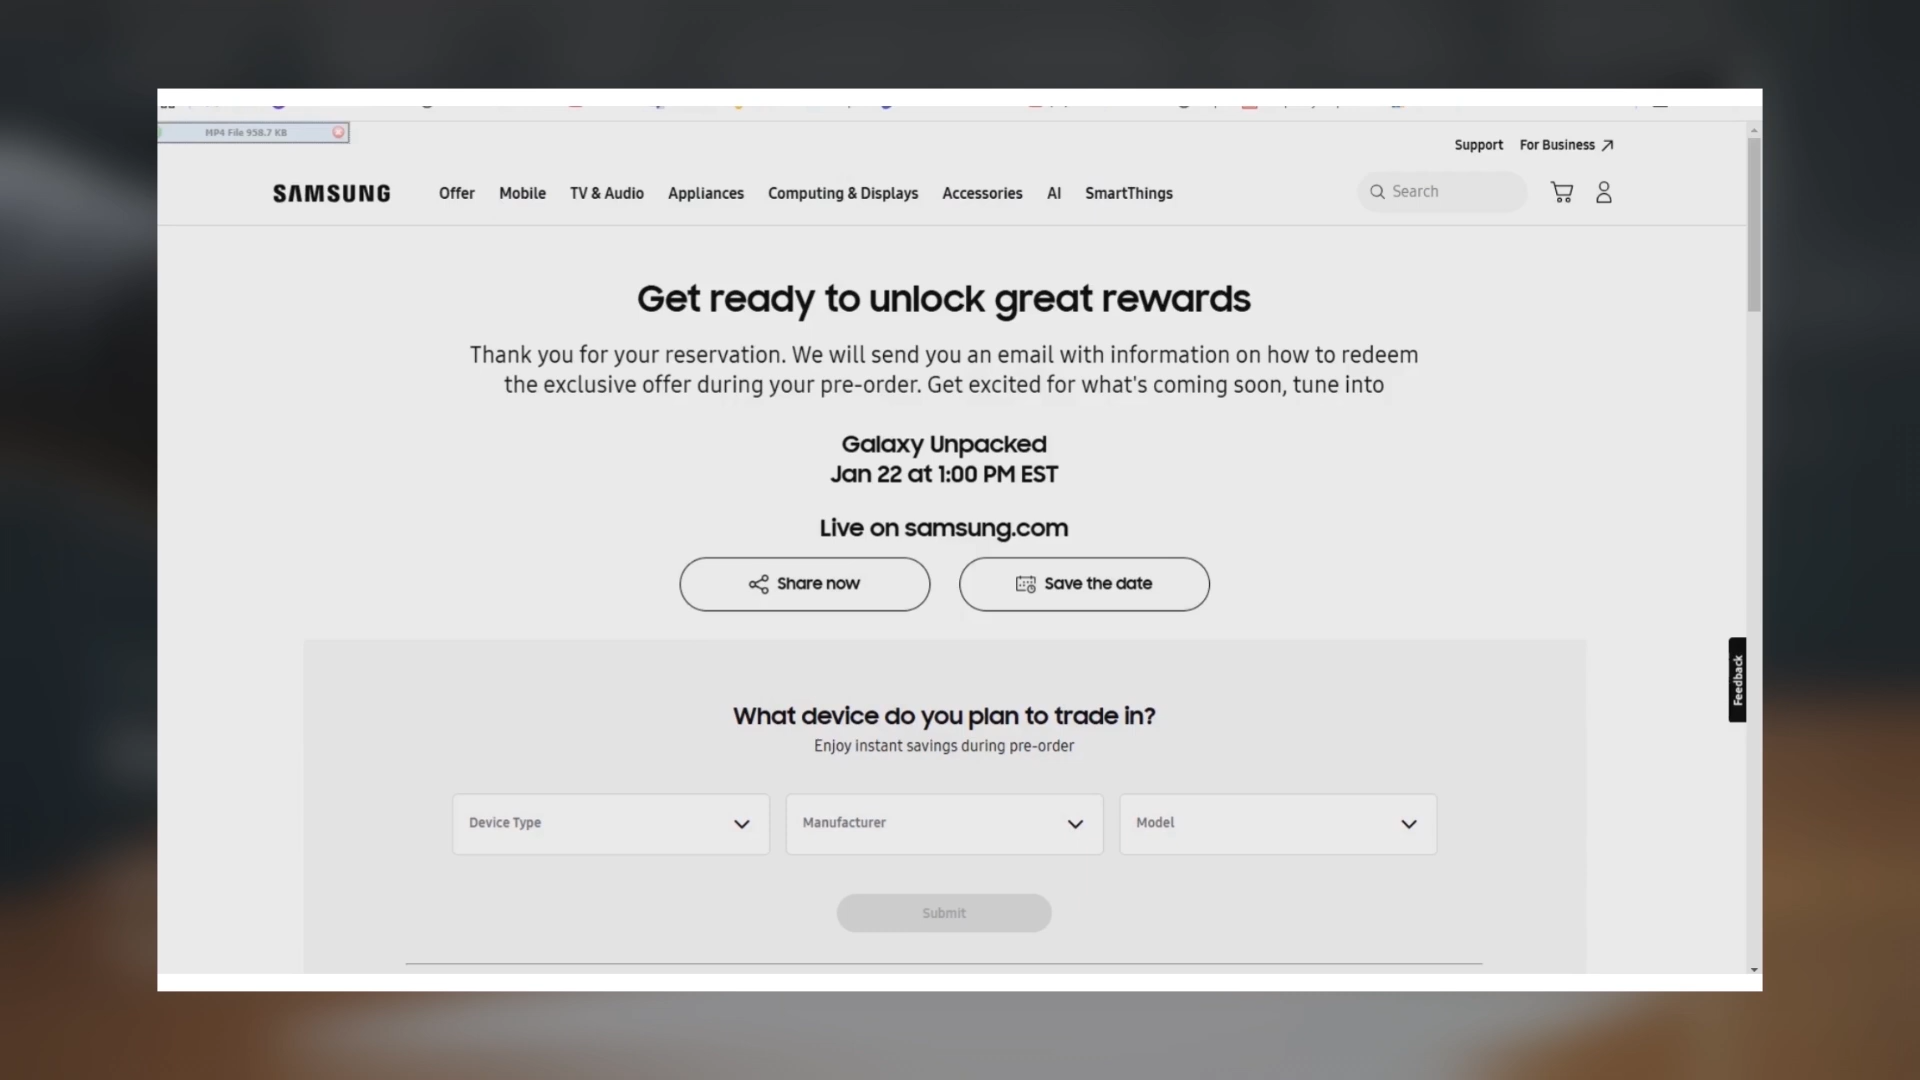 MP4 File 958.7 KB
Support For Business
SAMSUNG Offer Mobile TV & Audio Appliances Computing & Displays Accessories AI SmartThings Search
Get ready to unlock great rewards
Thank you for your reservation. We will send you an email with information on how to redeem
the exclusive offer during your pre-order. Get excited for what's coming soon, tune into
Galaxy Unpacked
Jan 22 at 1:00 PM EST
Live on samsung.com
Share now Save the date
Feedback
What device do you plan to trade in?
Enjoy instant savings during pre-order
Device Type Manufacturer Model
Submit